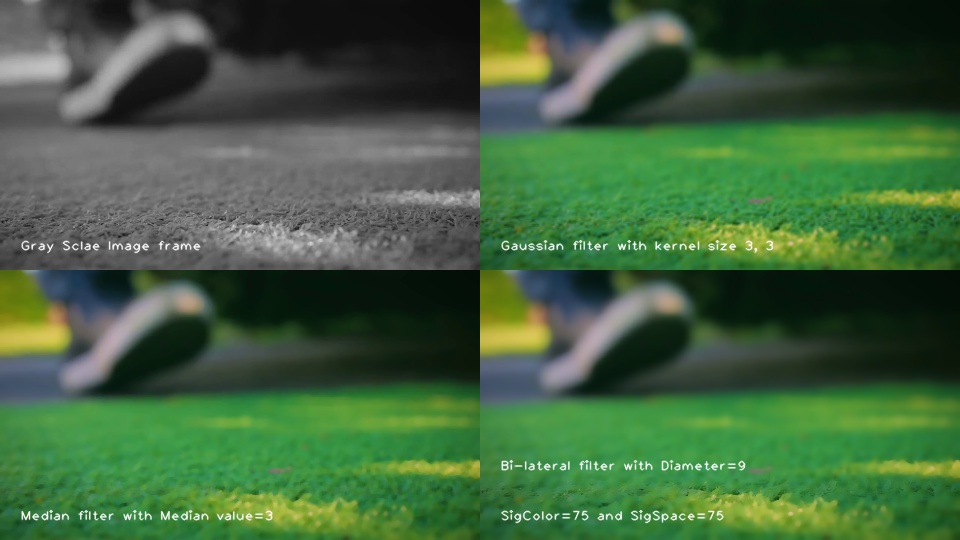 Gray Sclae Image frame
Gaussian filter with kernel size 3, 3
Median filter with Median value=3
Bi-lateral filter with Diameter=9
SigColor=75 and SigSpace=75